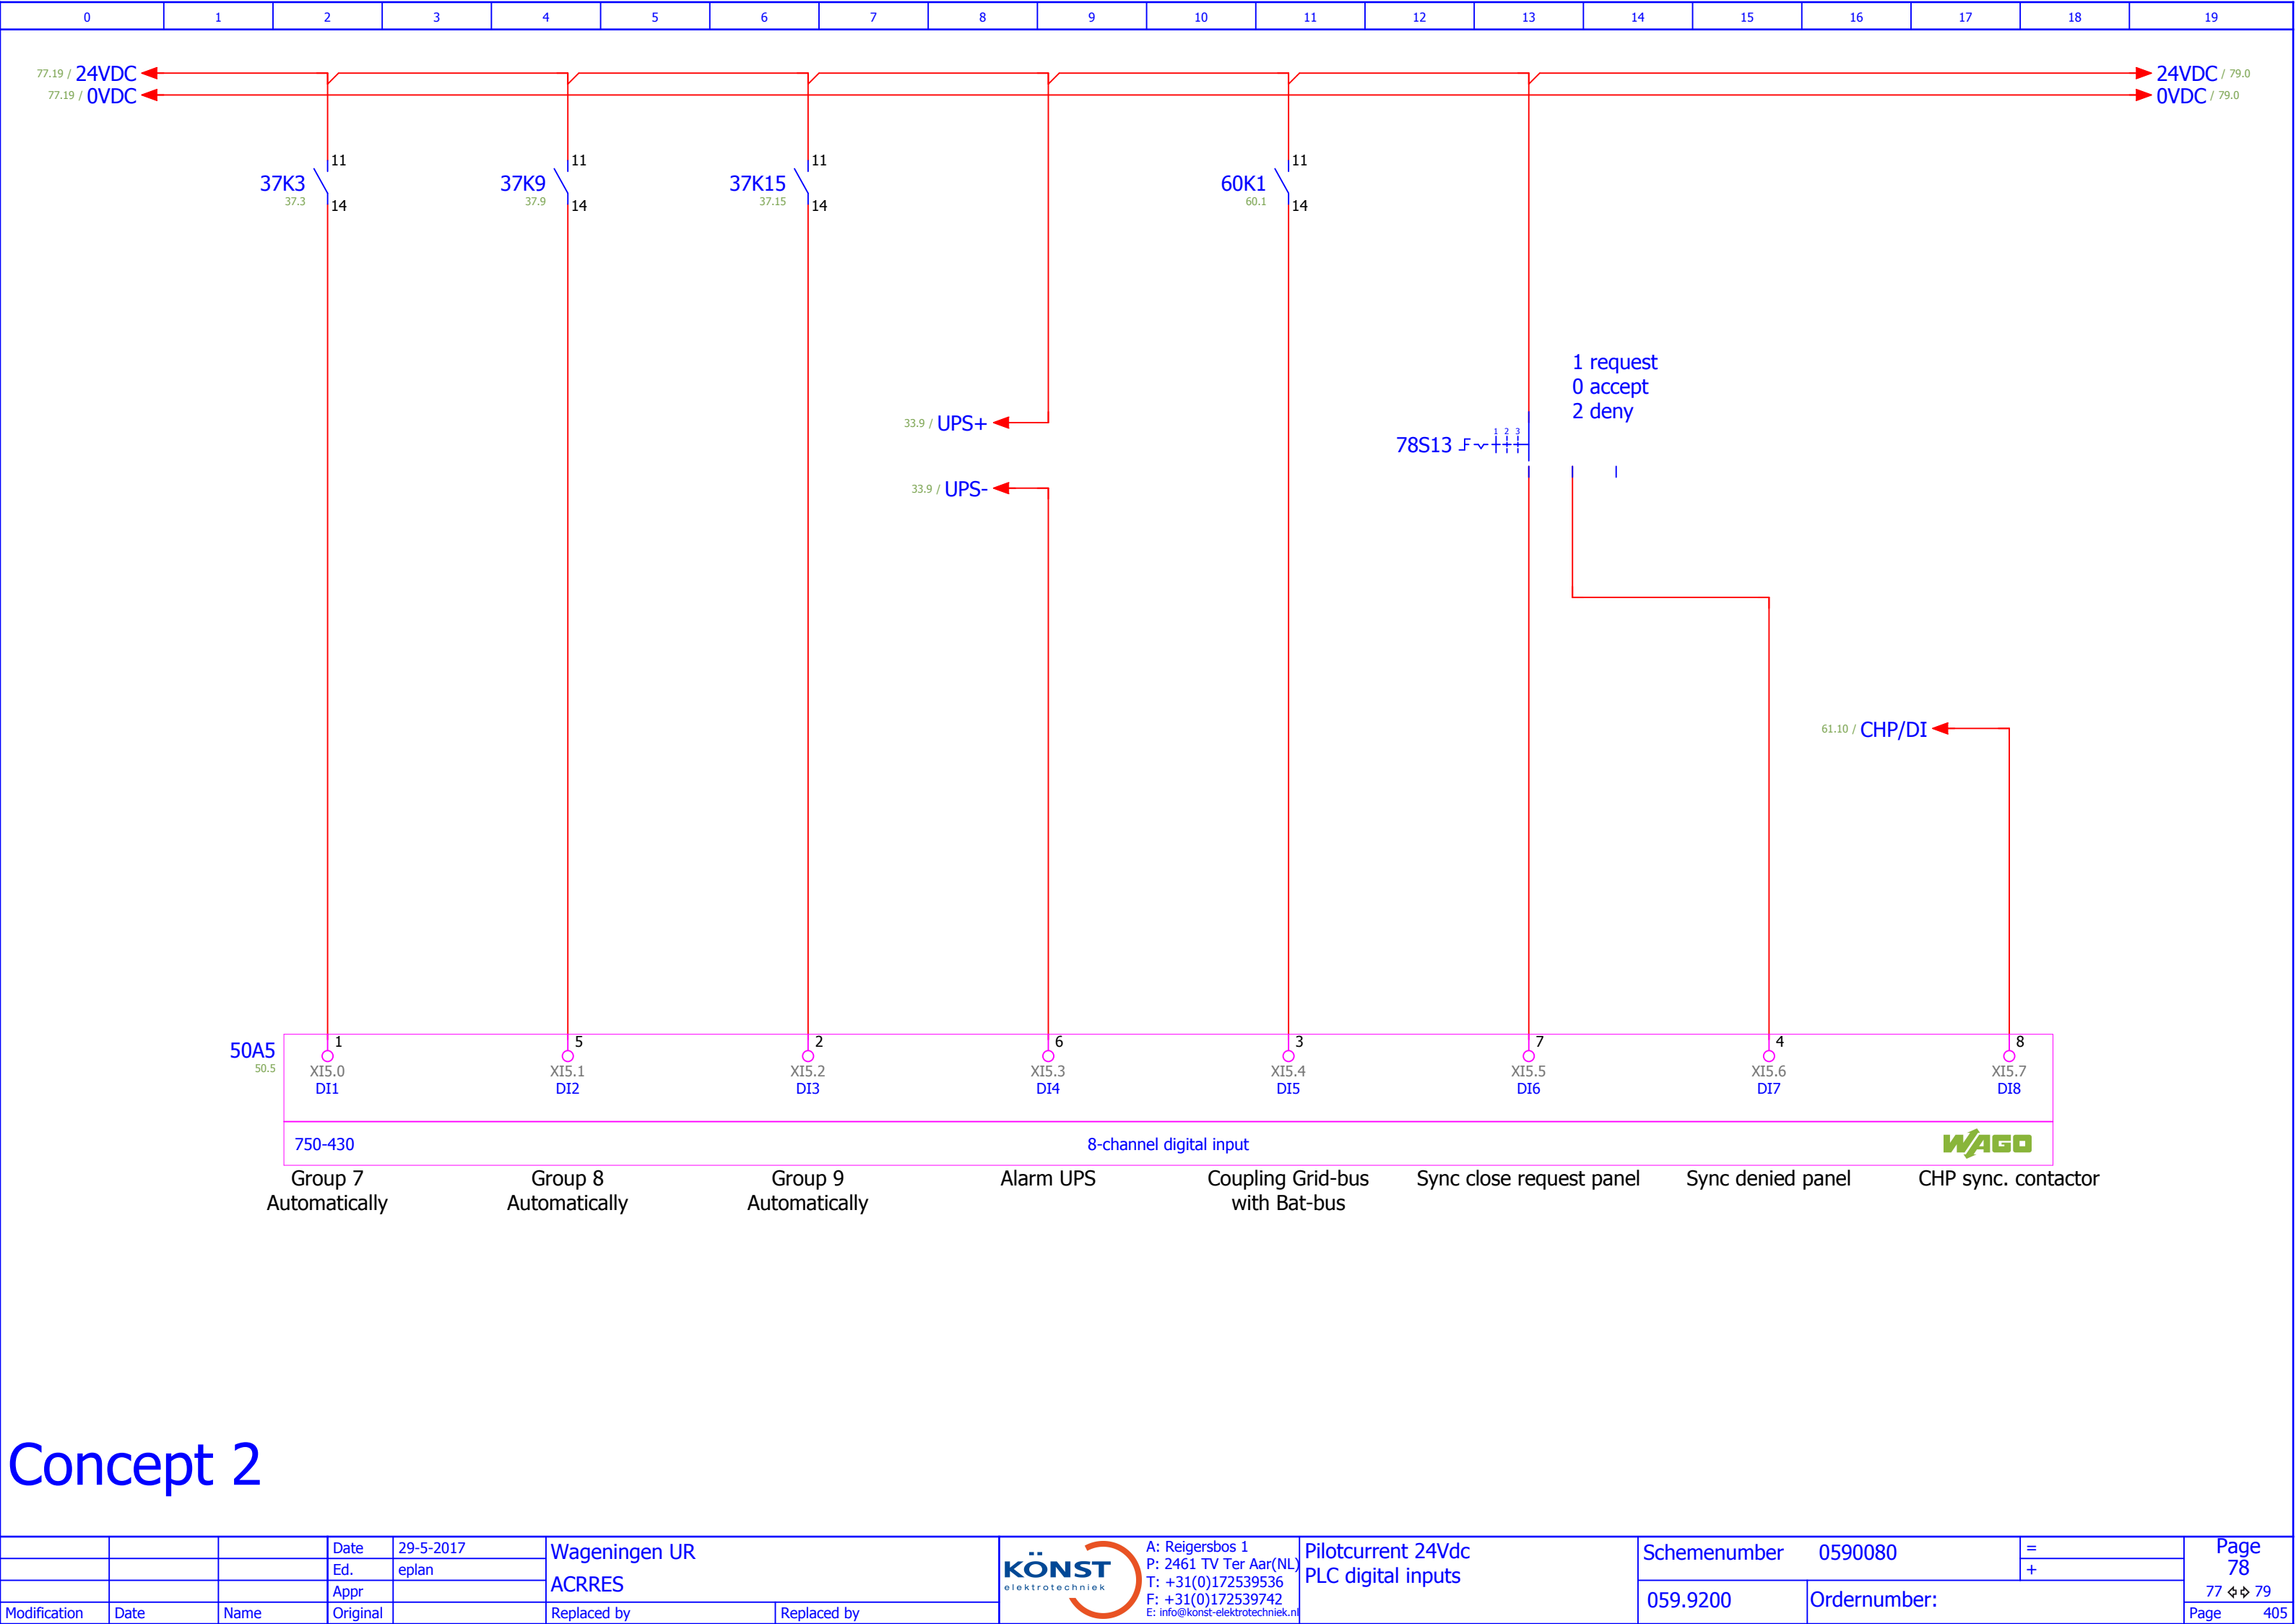 0 1 2 3 4 5 6 7 8 9 10 11 12 13 14 15 16 17 18 19
77.19 / 24VDC
24VDC / 79.0
77.19 / 0VDC
0VDC / 79.0
11 11 11 11
37K3 37K9 37K15 60K1
37.3 37.9 37.15 60.1
14 14 14 14
1 request
0 accept
2 deny
33.9 / UPS+
78S13 1 2 3
33.9 / UPS-
61.10 / CHP/DI
50A5
50.5
1 5 2 6 3 7 4 8
XI5.0 XI5.1 XI5.2 XI5.3 XI5.4 XI5.5 XI5.6 XI5.7
DI1 DI2 DI3 DI4 DI5 DI6 DI7 DI8
750-430 8-channel digital input WAGO
Group 7
Automatically
Group 8
Automatically
Group 9
Automatically
Alarm UPS
Coupling Grid-bus
with Bat-bus
Sync close request panel
Sync denied panel
CHP sync. contactor
Concept 2
Date 29-5-2017
Ed. eplan
Appr
Modification Date Name Original
Wageningen UR
ACRRES
Replaced by Replaced by
KÖNST
elektrotechniek
A: Reigersbos 1
P: 2461 TV Ter Aar(NL)
T: +31(0)172539536
F: +31(0)172539742
E: info@konst-elektrotechniek.nl
Pilotcurrent 24Vdc
PLC digital inputs
Schemenumber 0590080
059.9200 Ordernumber:
=
+
Page
78
77 79
Page 405